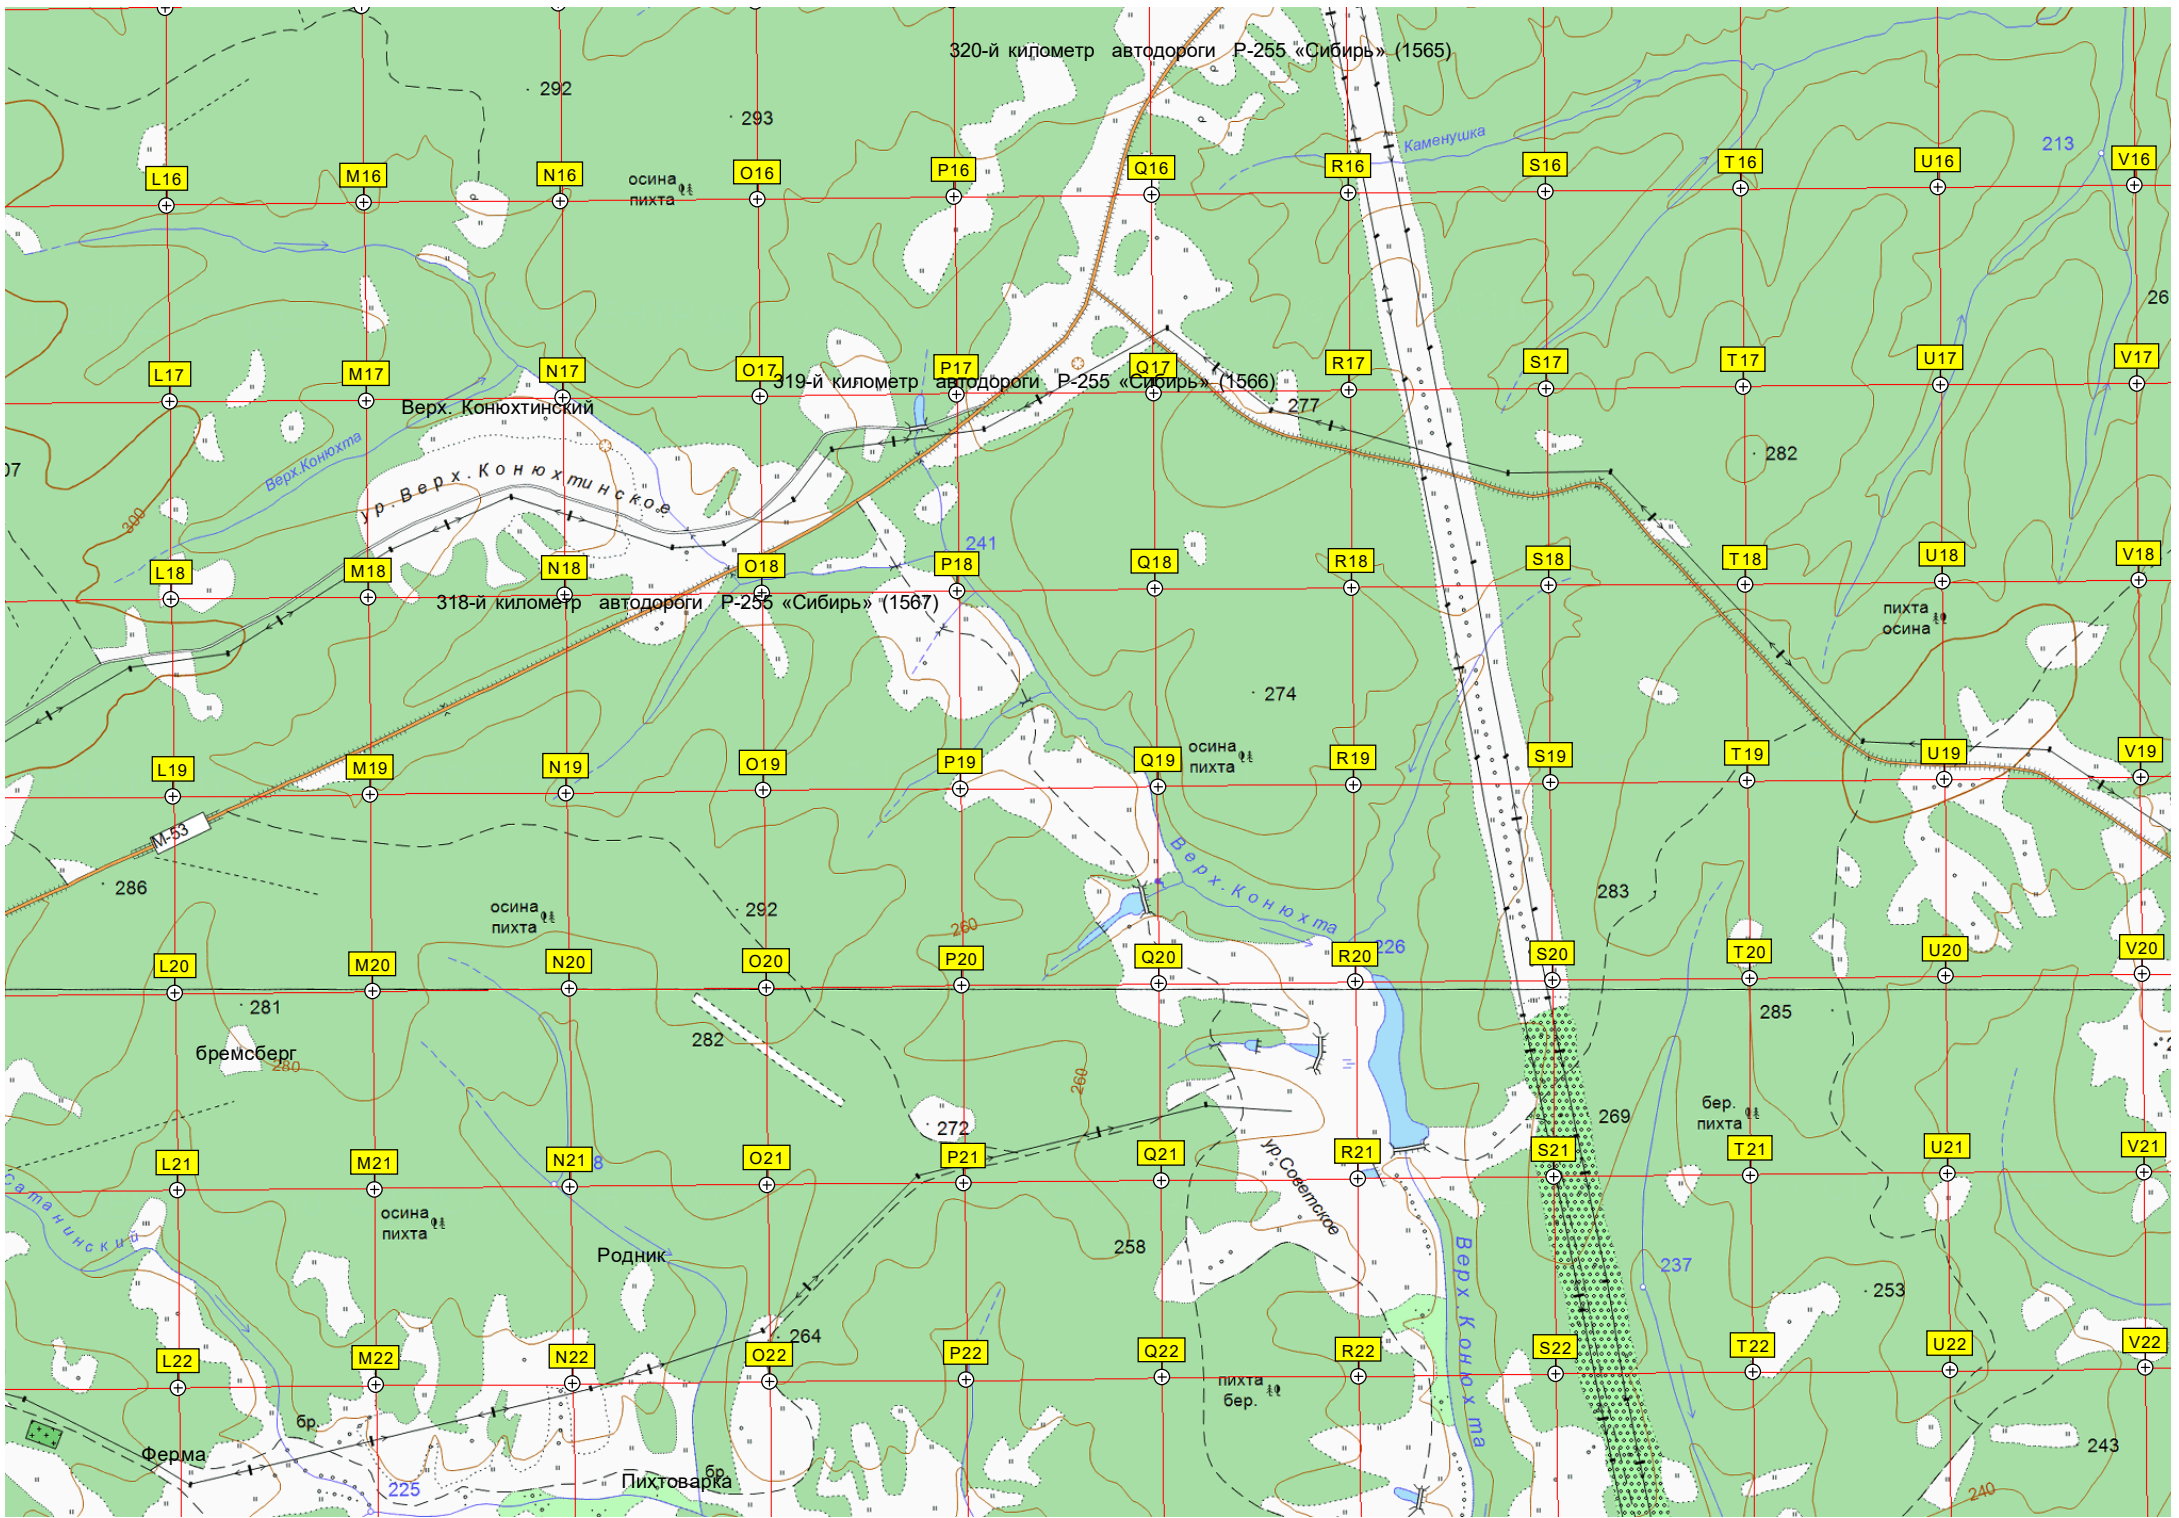 320-й километр автодороги Р-255 «Сибирь» (1565)
292
293
Каменушка
213
L16 M16 N16 O16 P16 Q16 R16 S16 T16 U16 V16
осина
пихта
26
L17 M17 N17 O17 P17 Q17 R17 S17 T17 U17 V17
319-й километр автодороги Р-255 «Сибирь» (1566)
Верх. Конюхтинский
277
282
Верх.Конюхта
07
ур.Верх.Конюхтинское
300
241
L18 M18 N18 O18 P18 Q18 R18 S18 T18 U18 V18
318-й километр автодороги Р-255 «Сибирь» (1567)
пихта
осина
274
осина
пихта
L19 M19 N19 O19 P19 Q19 R19 S19 T19 U19 V19
М-53
286
Верх.Конюхта
283
осина
пихта
292
260
226
L20 M20 N20 O20 P20 Q20 R20 S20 T20 U20 V20
281
285
282
бремсберг
280
260
269
бер.
пихта
272
L21 M21 N21 O21 P21 Q21 R21 S21 T21 U21 V21
8
Сатанинский
осина
пихта
ур.Советское
258
Родник
Верх.Конюхта
237
253
264
L22 M22 N22 O22 P22 Q22 R22 S22 T22 U22 V22
пихта
бер.
бр.
Ферма
243
бр.
Пихтоварка
225
240